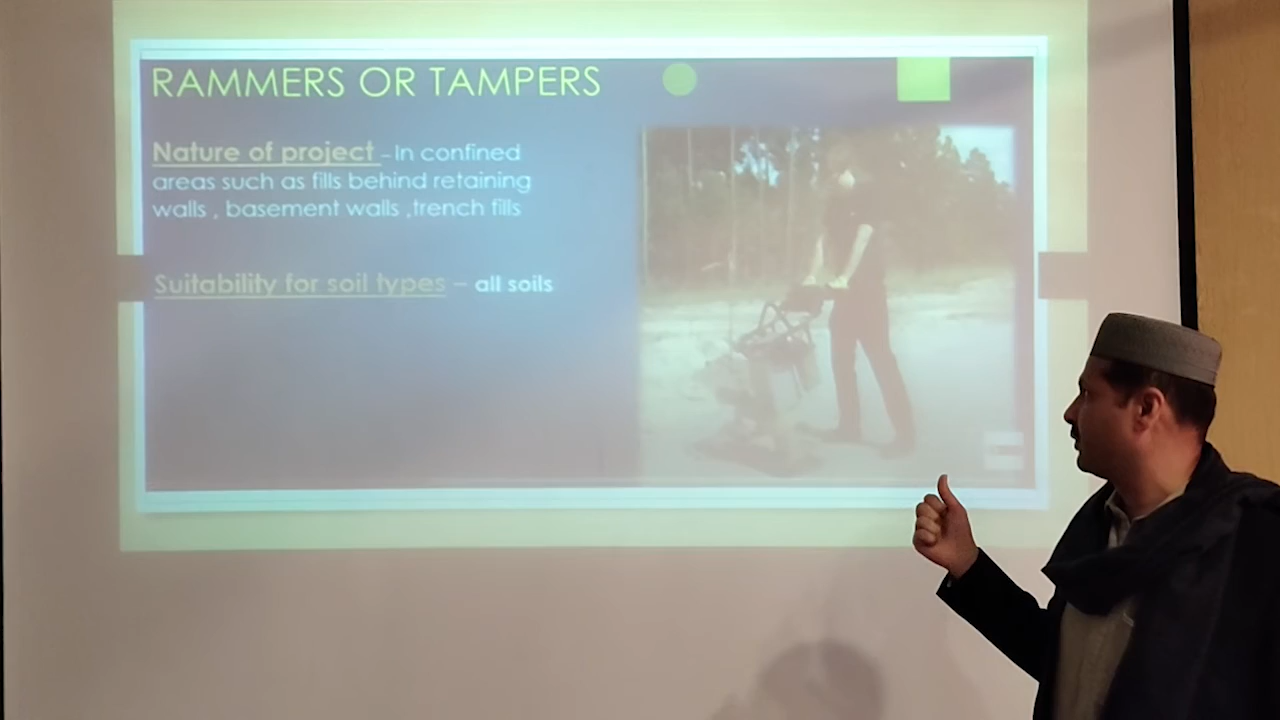 RAMMERS OR TAMPERS
Nature of project – In confined
areas such as fills behind retaining
walls , basement walls ,trench fills
Suitability for soil types – all soils